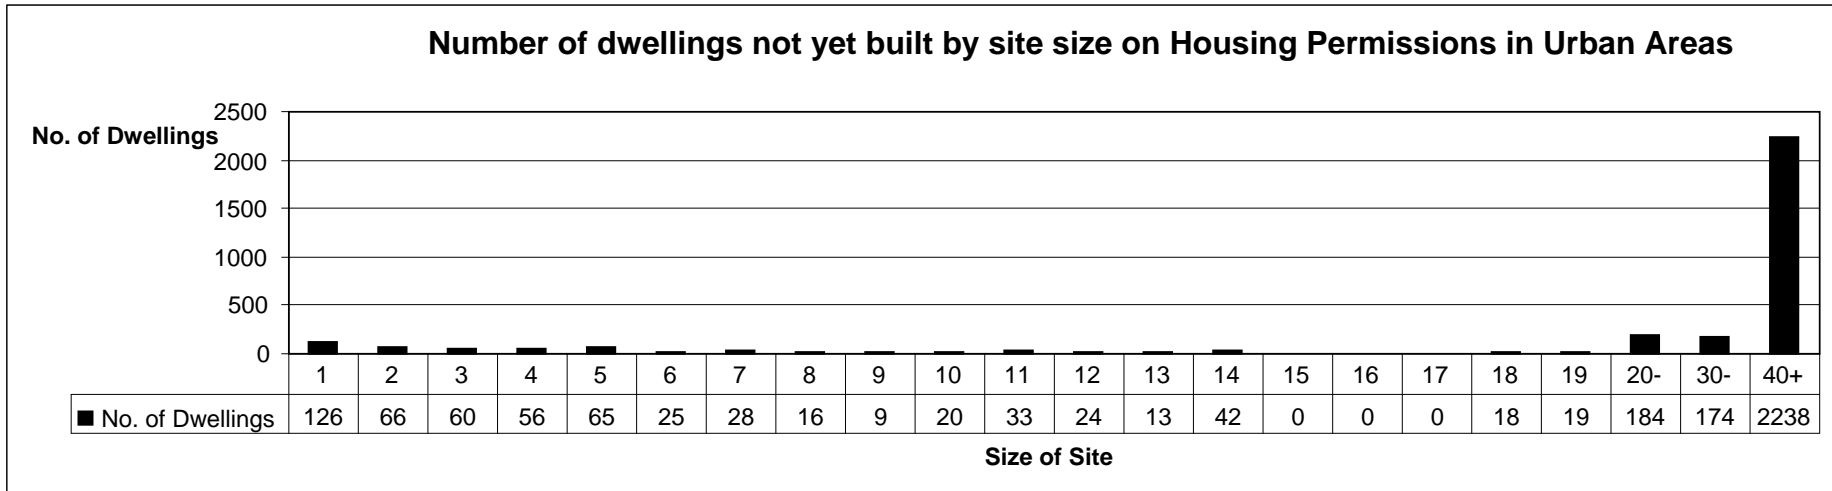 Number of dwellings not yet built by site size on Housing Permissions in Urban Areas
No. of Dwellings
2500
2000
1500
1000
500
0
1 2 3 4 5 6 7 8 9 10 11 12 13 14 15 16 17 18 19 20- 30- 40+
No. of Dwellings 126 66 60 56 65 25 28 16 9 20 33 24 13 42 0 0 0 18 19 184 174 2238
Size of Site